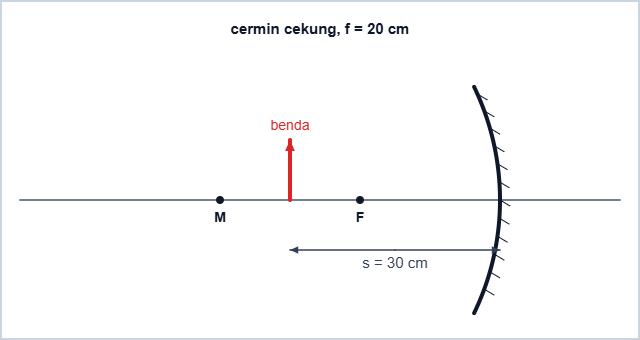 cermin cekung, f = 20 cm
benda
M
F
s = 30 cm